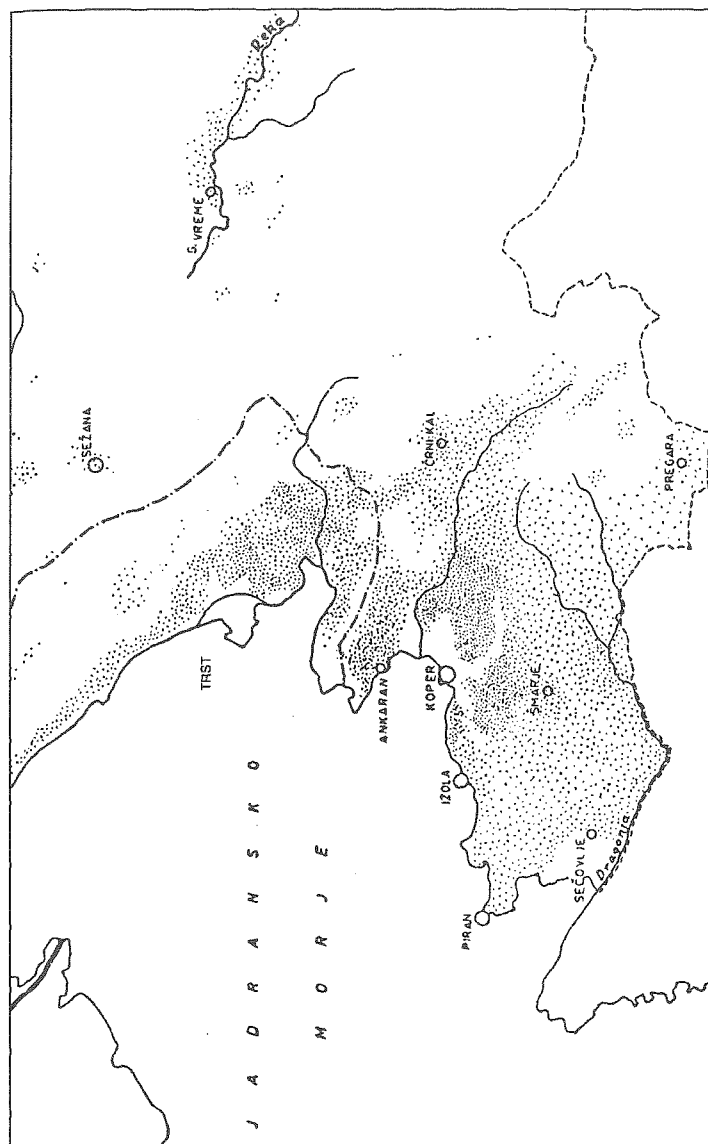 SEŽANA
S. VREME
TRST
JADRANSKO
Reka
MORJE
ANKARAN
KOPER
ČRNI KAL
IZOLA
PIRAN
ŠMARJE
SEČOVLJE
Dragonja
PREGARA